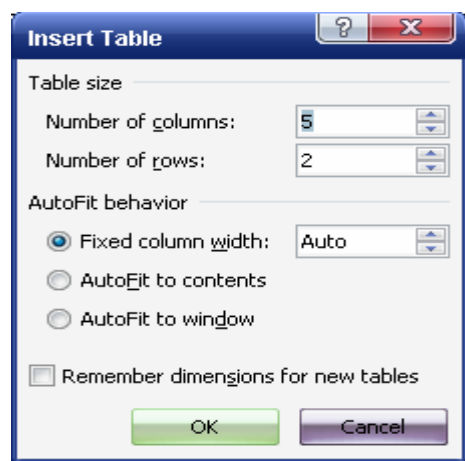 Insert Table
Table size
Number of columns: 5
Number of rows: 2
AutoFit behavior
Fixed column width: Auto
AutoFit to contents
AutoFit to window
Remember dimensions for new tables
OK Cancel